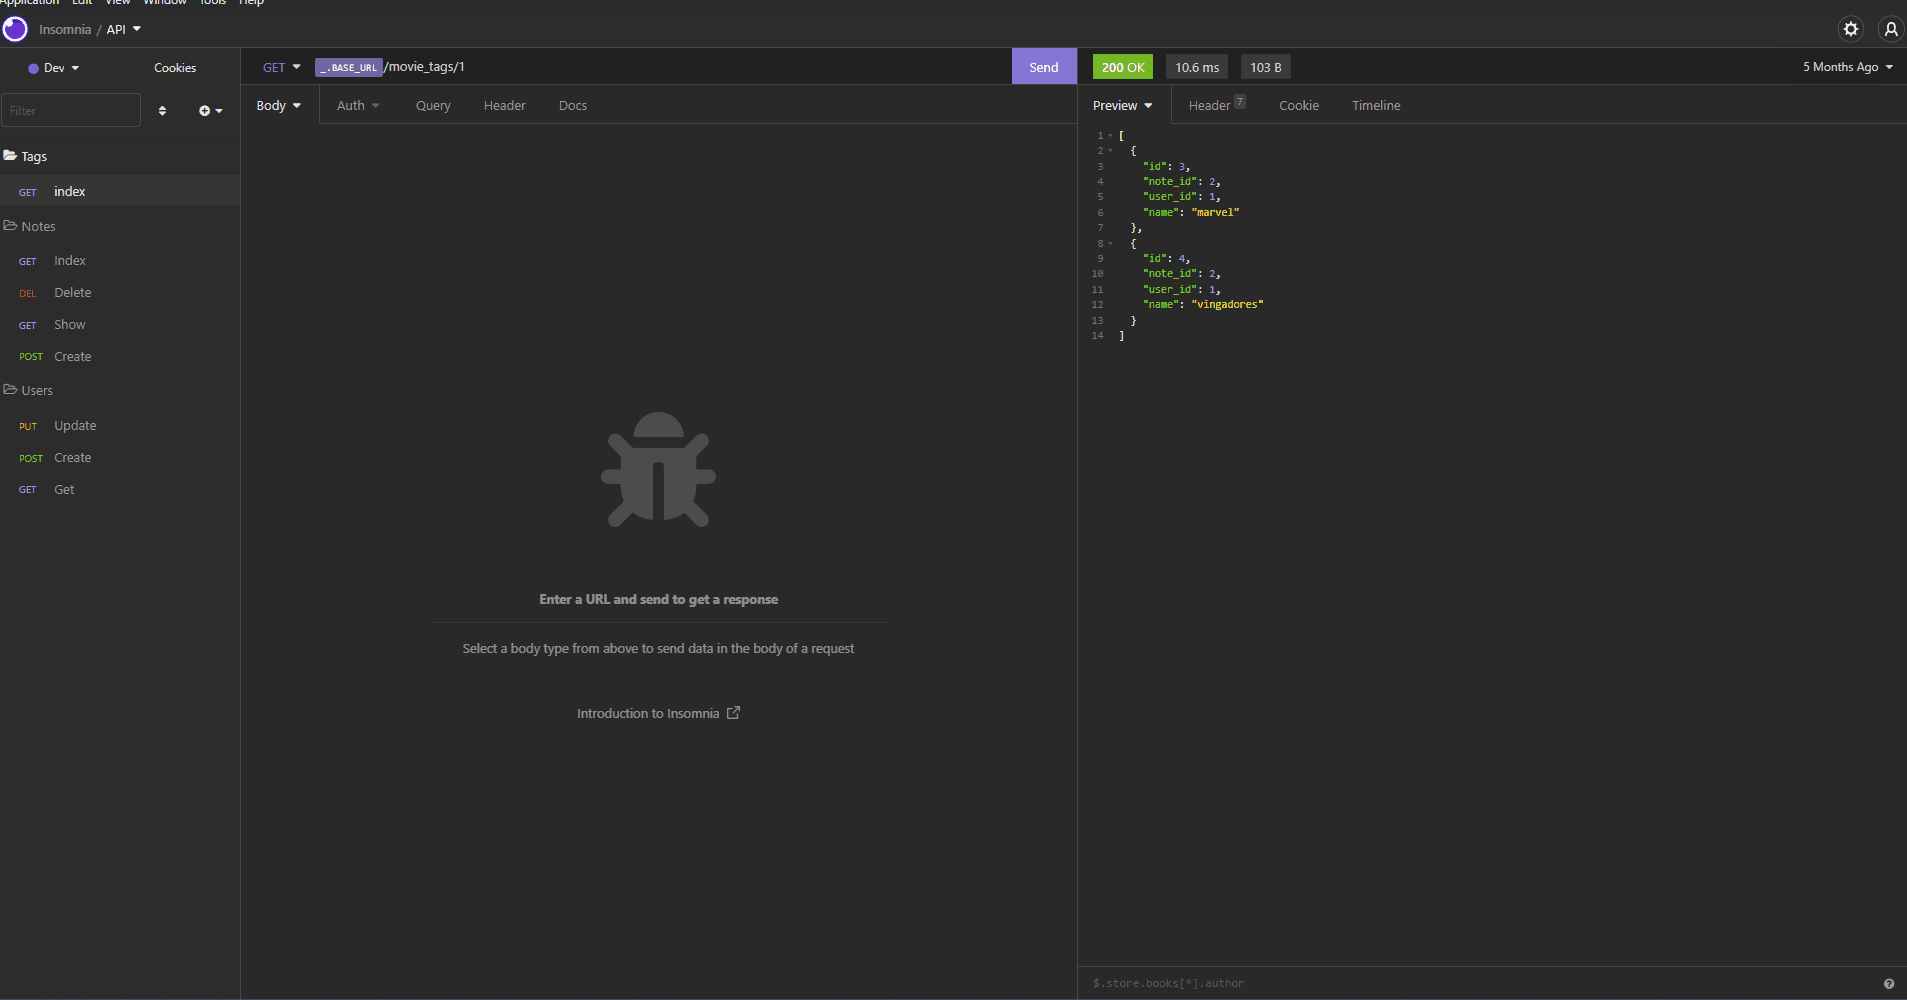 Application Edit View Window Tools Help
Insomnia / API
Dev Cookies
Filter
Tags
GET index
Notes
GET Index
DEL Delete
GET Show
POST Create
Users
PUT Update
POST Create
GET Get
GET _.BASE_URL/movie_tags/1 Send
Body Auth Query Header Docs
Enter a URL and send to get a response
Select a body type from above to send data in the body of a request
Introduction to Insomnia
200 OK 10.6 ms 103 B 5 Months Ago
Preview Header 7 Cookie Timeline
1 [
2 {
3 "id": 3,
4 "note_id": 2,
5 "user_id": 1,
6 "name": "marvel"
7 },
8 {
9 "id": 4,
10 "note_id": 2,
11 "user_id": 1,
12 "name": "vingadores"
13 }
14 ]
$.store.books[*].author